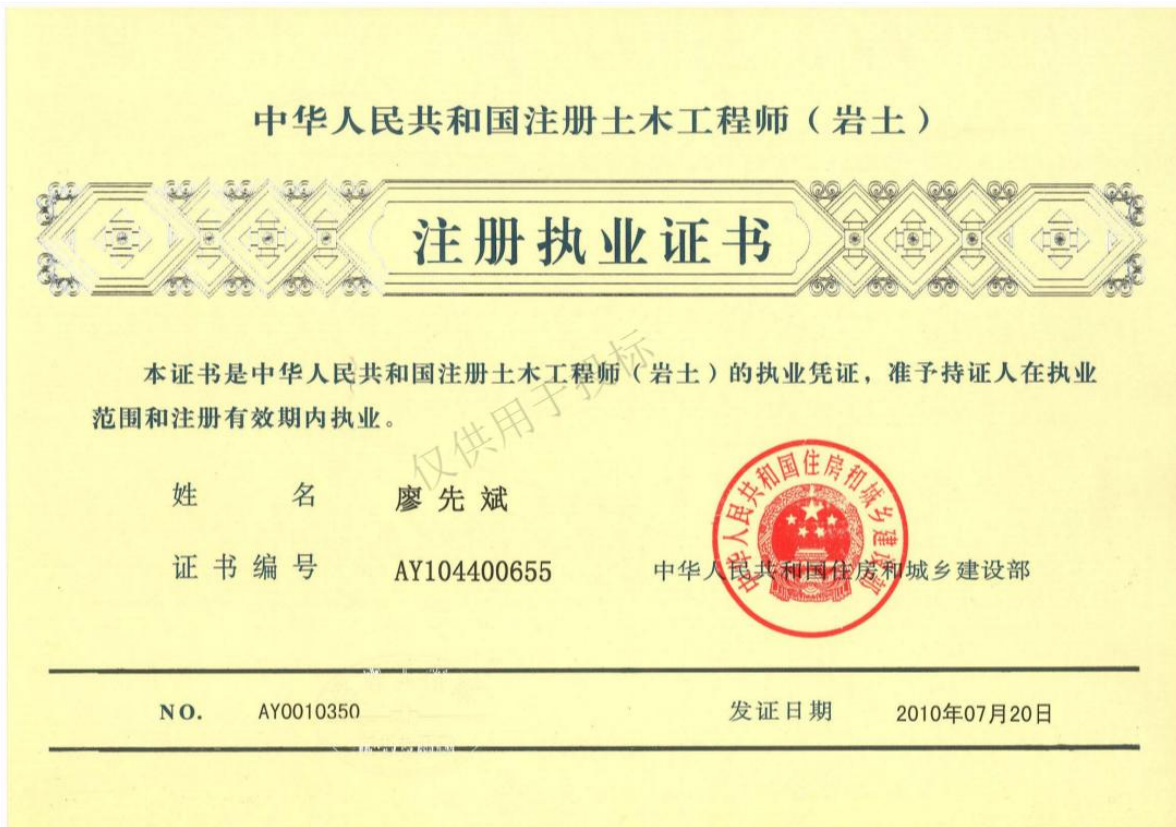 中华人民共和国注册土木工程师（岩土）
注册执业证书
本证书是中华人民共和国注册土木工程师（岩土）的执业凭证，准予持证人在执业
范围和注册有效期内执业。
仅供用于投标
姓 名 廖先斌
中华人民共和国住房和城乡建设部
证书编号 AY104400655 中华人民共和国住房和城乡建设部
NO. AY0010350 发证日期 2010年07月20日